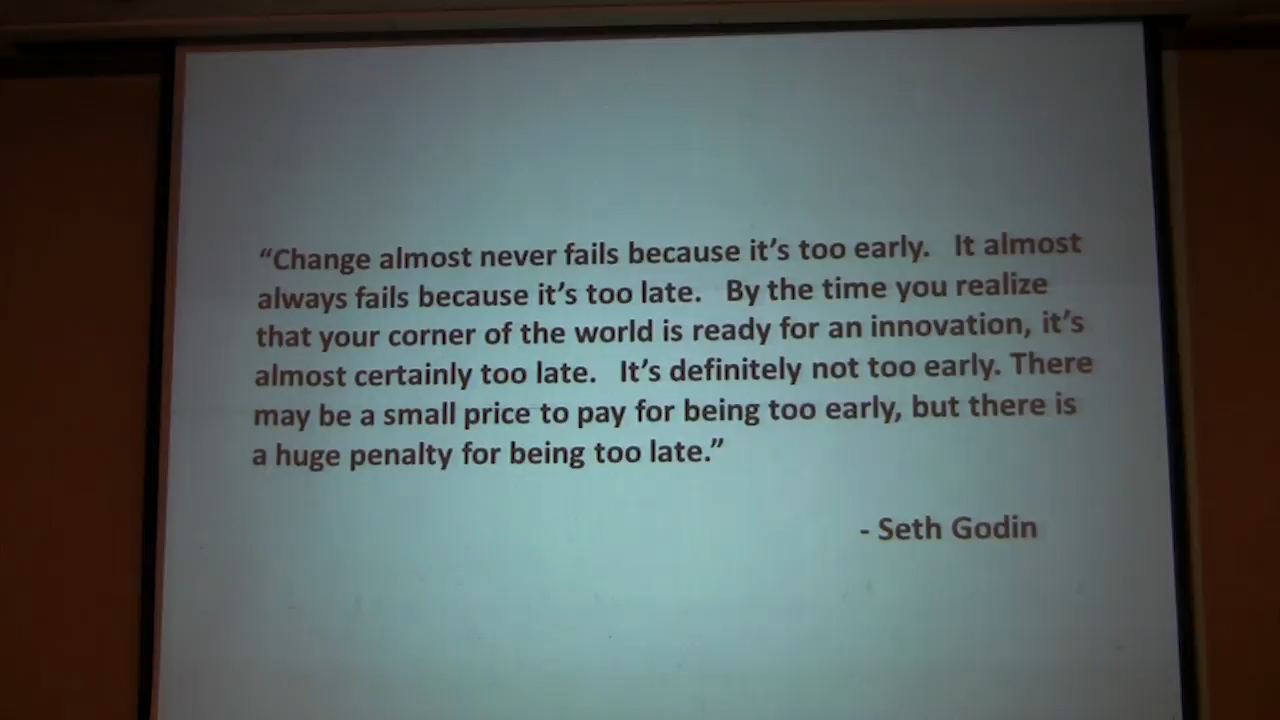 “Change almost never fails because it’s too early.   It almost
always fails because it’s too late.   By the time you realize
that your corner of the world is ready for an innovation, it’s
almost certainly too late.   It’s definitely not too early. There
may be a small price to pay for being too early, but there is
a huge penalty for being too late.”
- Seth Godin